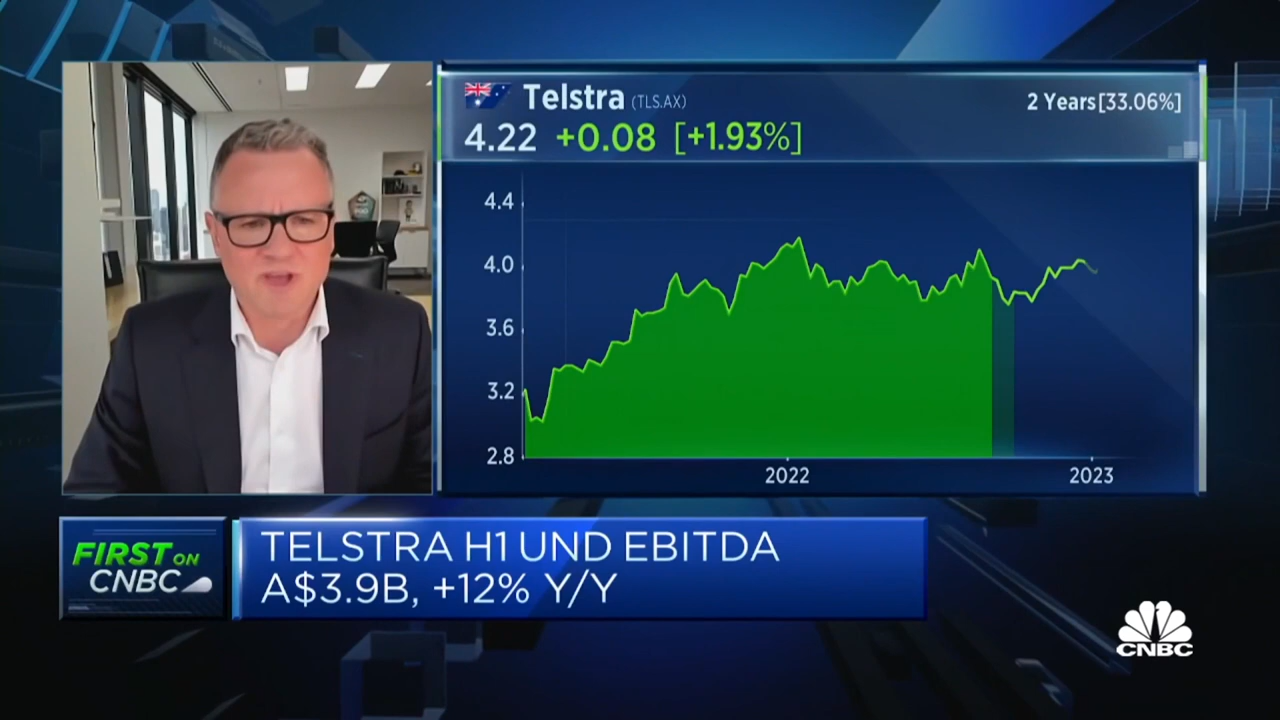 Telstra (TLS.AX)
2 Years[33.06%]
4.22 +0.08 [+1.93%]
4.4
4.0
3.6
3.2
2.8
2022
2023
FIRST ON
CNBC
TELSTRA H1 UND EBITDA
A$3.9B, +12% Y/Y
CNBC